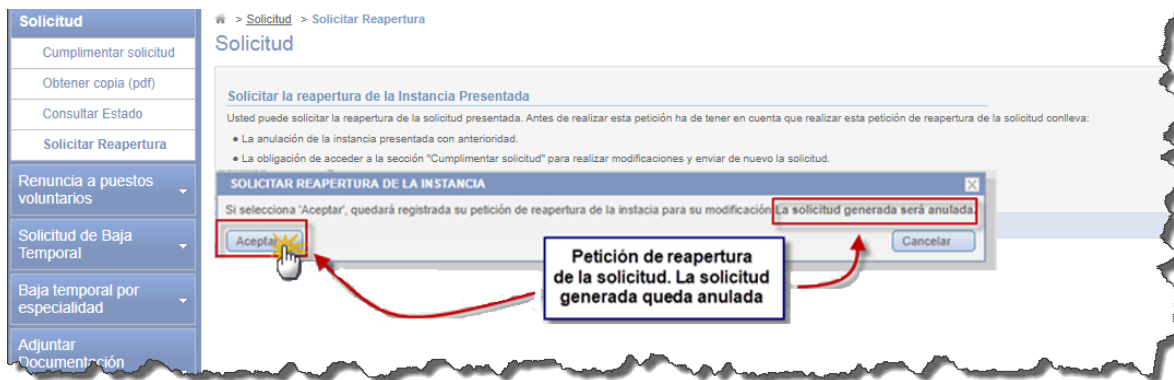 Solicitud
Cumplimentar solicitud
Obtener copia (pdf)
Consultar Estado
Solicitar Reapertura
Renuncia a puestos
voluntarios
Solicitud de Baja
Temporal
Baja temporal por
especialidad
Adjuntar
Documentación
> Solicitud > Solicitar Reapertura
Solicitud
Solicitar la reapertura de la Instancia Presentada
Usted puede solicitar la reapertura de la solicitud presentada. Antes de realizar esta petición ha de tener en cuenta que realizar esta petición de reapertura de la solicitud conlleva:
• La anulación de la instancia presentada con anterioridad.
• La obligación de acceder a la sección "Cumplimentar solicitud" para realizar modificaciones y enviar de nuevo la solicitud.
SOLICITAR REAPERTURA DE LA INSTANCIA
Si selecciona 'Aceptar', quedará registrada su petición de reapertura de la instacia para su modificación.La solicitud generada será anulada.
Aceptar
Cancelar
Petición de reapertura
de la solicitud. La solicitud
generada queda anulada